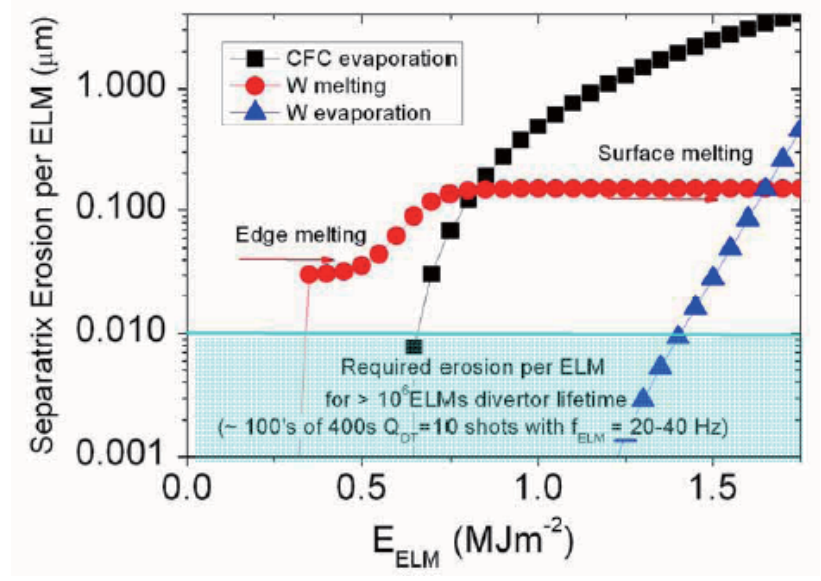 Separatrix Erosion per ELM (μm)
1.000
0.100
0.010
0.001
CFC evaporation
W melting
W evaporation
Surface melting
Edge melting
Required erosion per ELM
for > 10⁶ELMs divertor lifetime
(~ 100's of 400s Q_DT=10 shots with f_ELM = 20-40 Hz)
0.0 0.5 1.0 1.5
E_ELM (MJm⁻²)